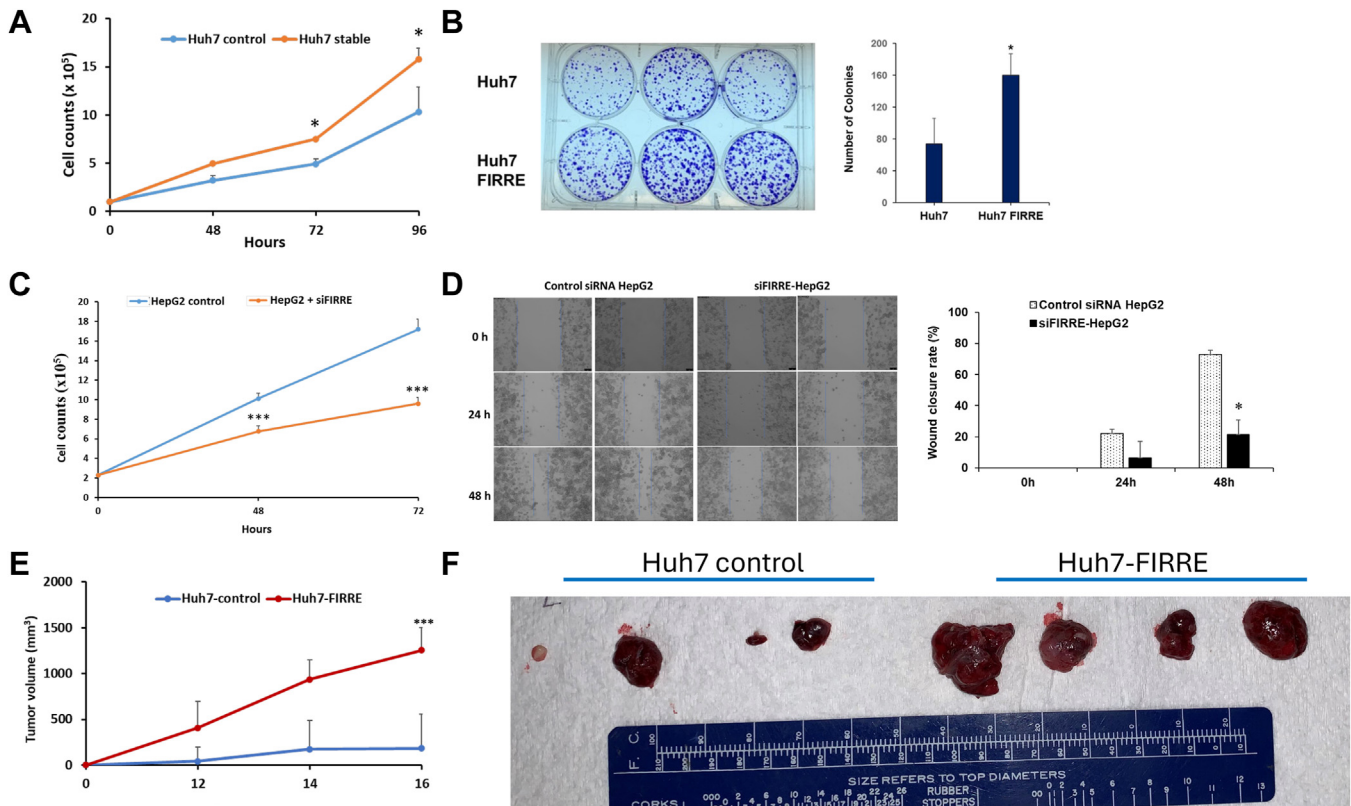 A
Cell counts (x 10⁵)
20
15
10
5
0
Huh7 control
Huh7 stable
*
*
0
48
72
96
Hours
B
Huh7
Huh7
FIRRE
Number of Colonies
200
160
120
80
40
0
*
Huh7
Huh7 FIRRE
C
Cell counts (x10⁵)
20
18
16
14
12
10
8
6
4
2
0
HepG2 control
HepG2 + siFIRRE
***
***
0
48
72
Hours
D
Control siRNA HepG2
siFIRRE-HepG2
0 h
24 h
48 h
Wound closure rate (%)
100
80
60
40
20
0
Control siRNA HepG2
siFIRRE-HepG2
*
0h
24h
48h
E
Tumor volume (mm³)
2000
1500
1000
500
0
Huh7-control
Huh7-FIRRE
***
0
12
14
16
F
Huh7 control
Huh7-FIRRE
F. C.
SIZE REFERS TO TOP DIAMETERS
CORKS
RUBBER
STOPPERS